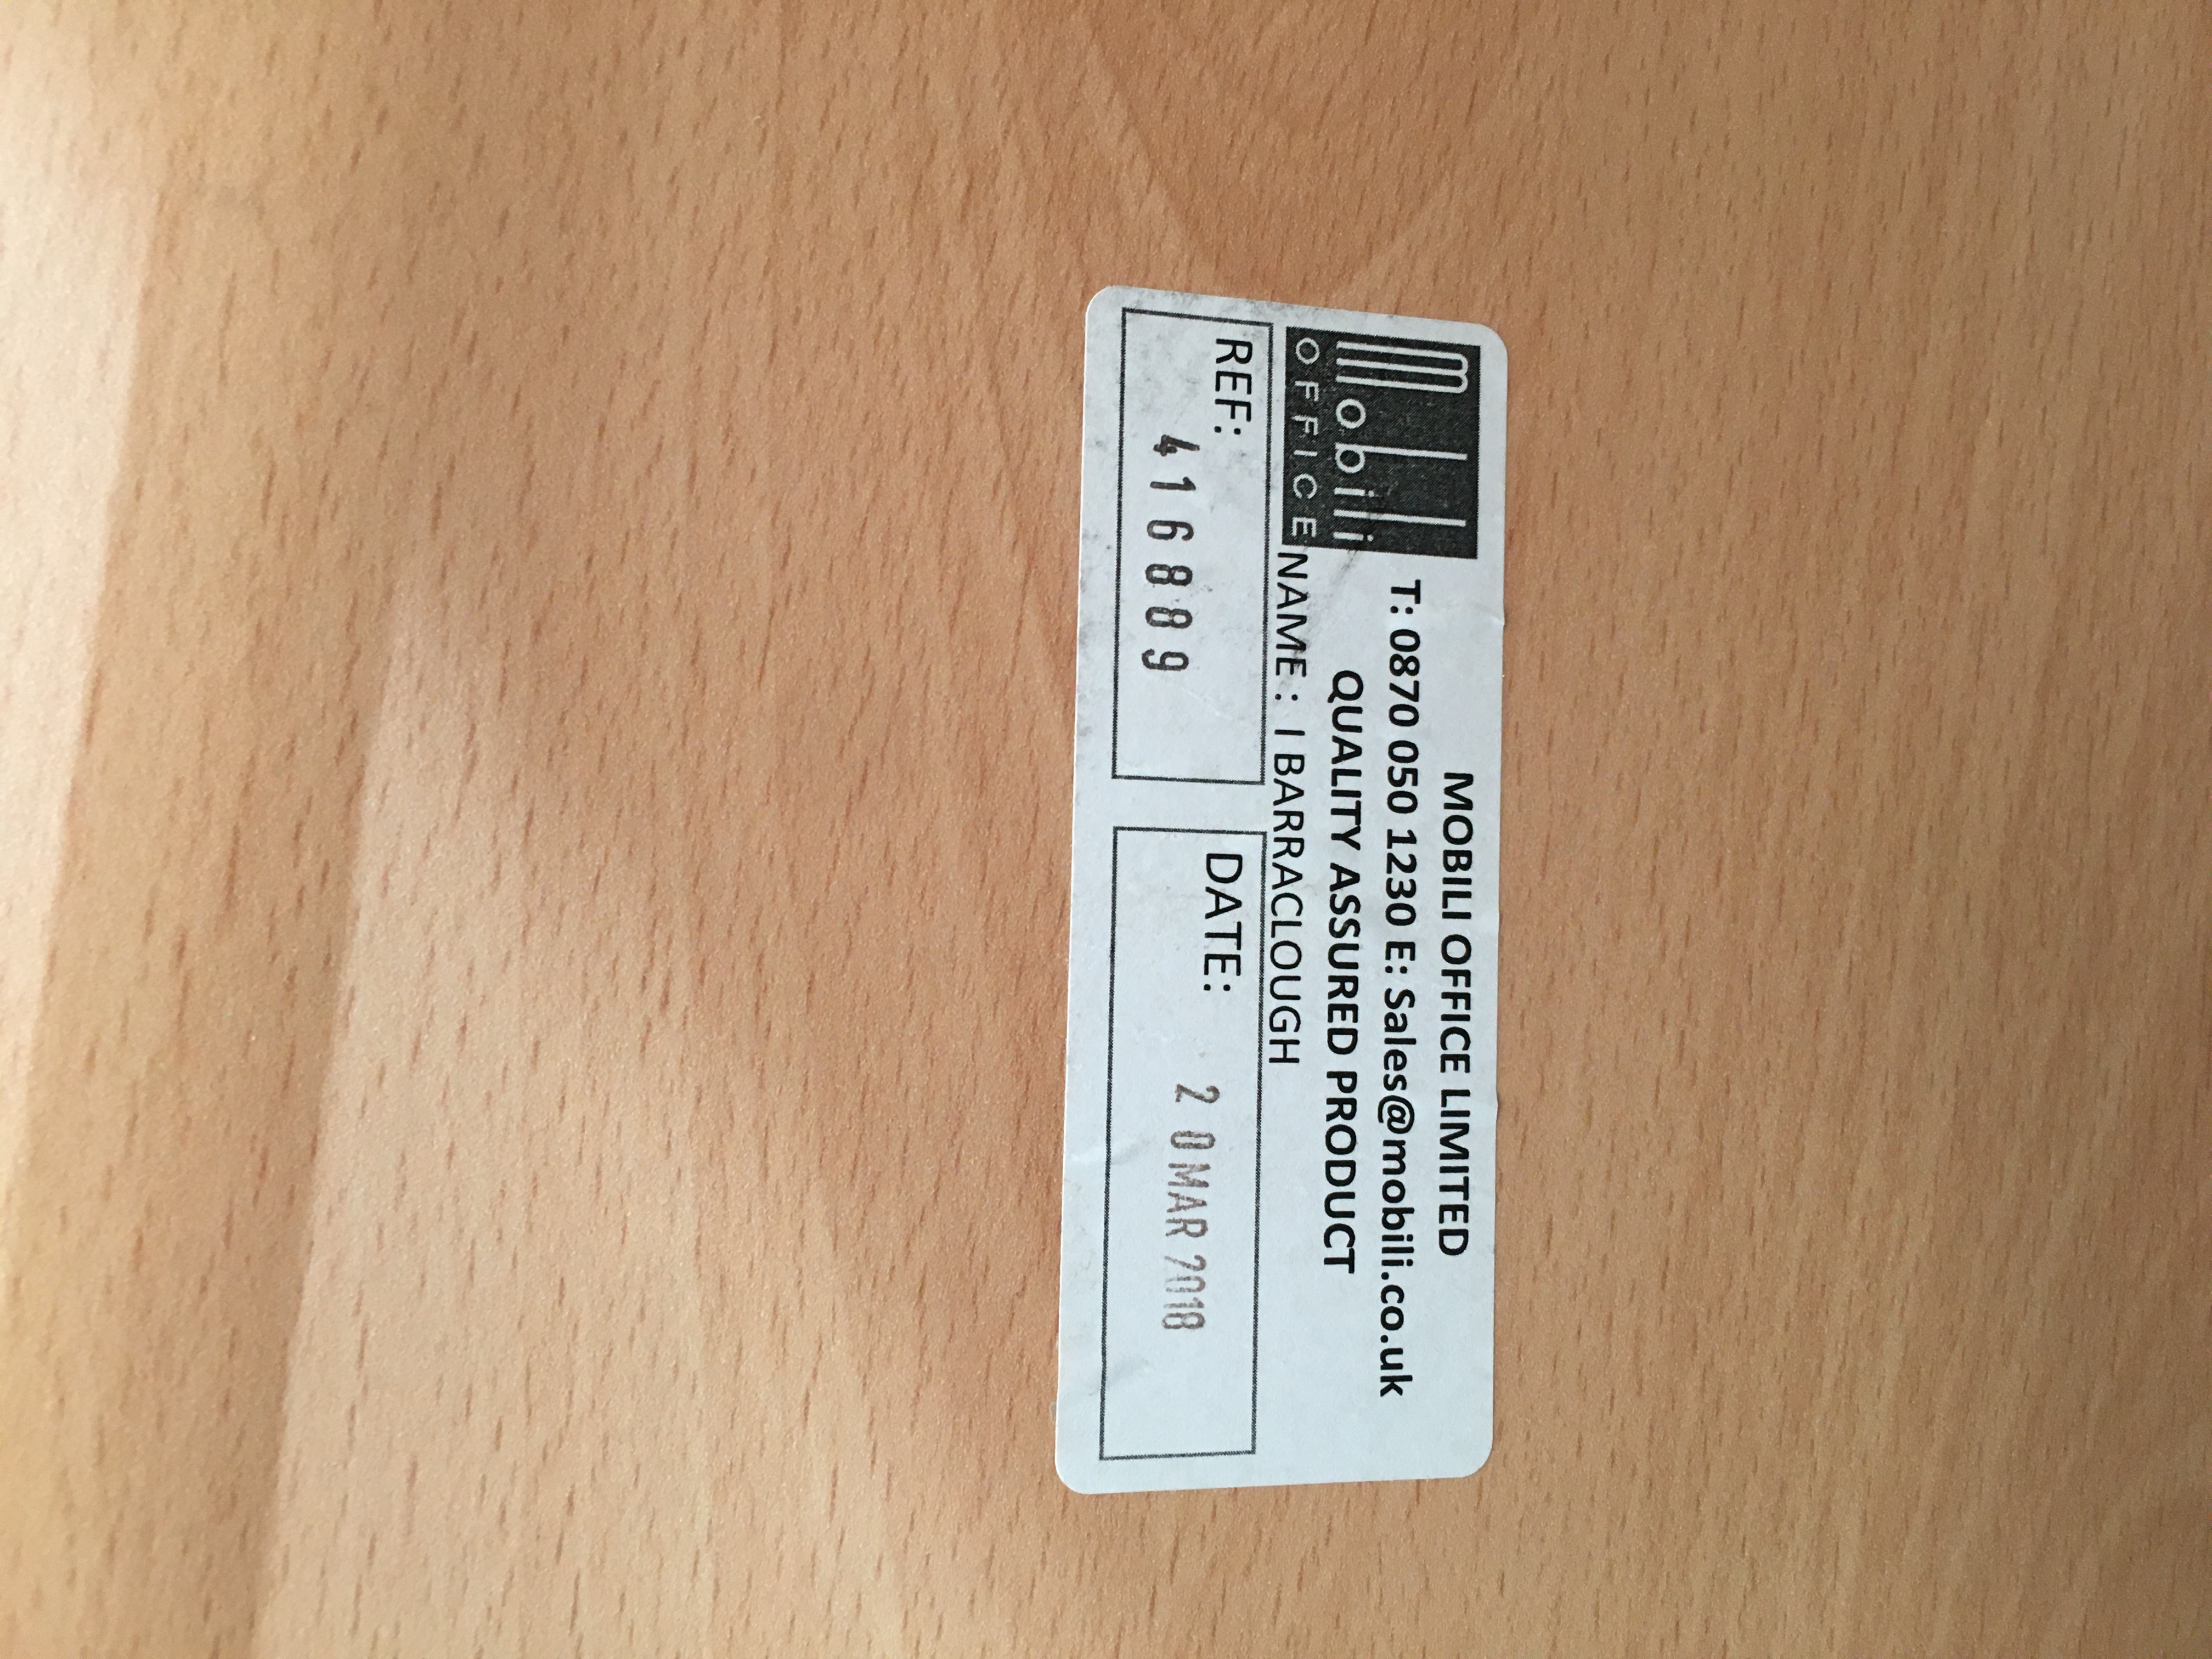 mobili
OFFICE
MOBILI OFFICE LIMITED
T: 0870 050 1230 E: Sales@mobili.co.uk
QUALITY ASSURED PRODUCT
NAME: I BARRACLOUGH
REF: 416889
DATE: 20 MAR 2018